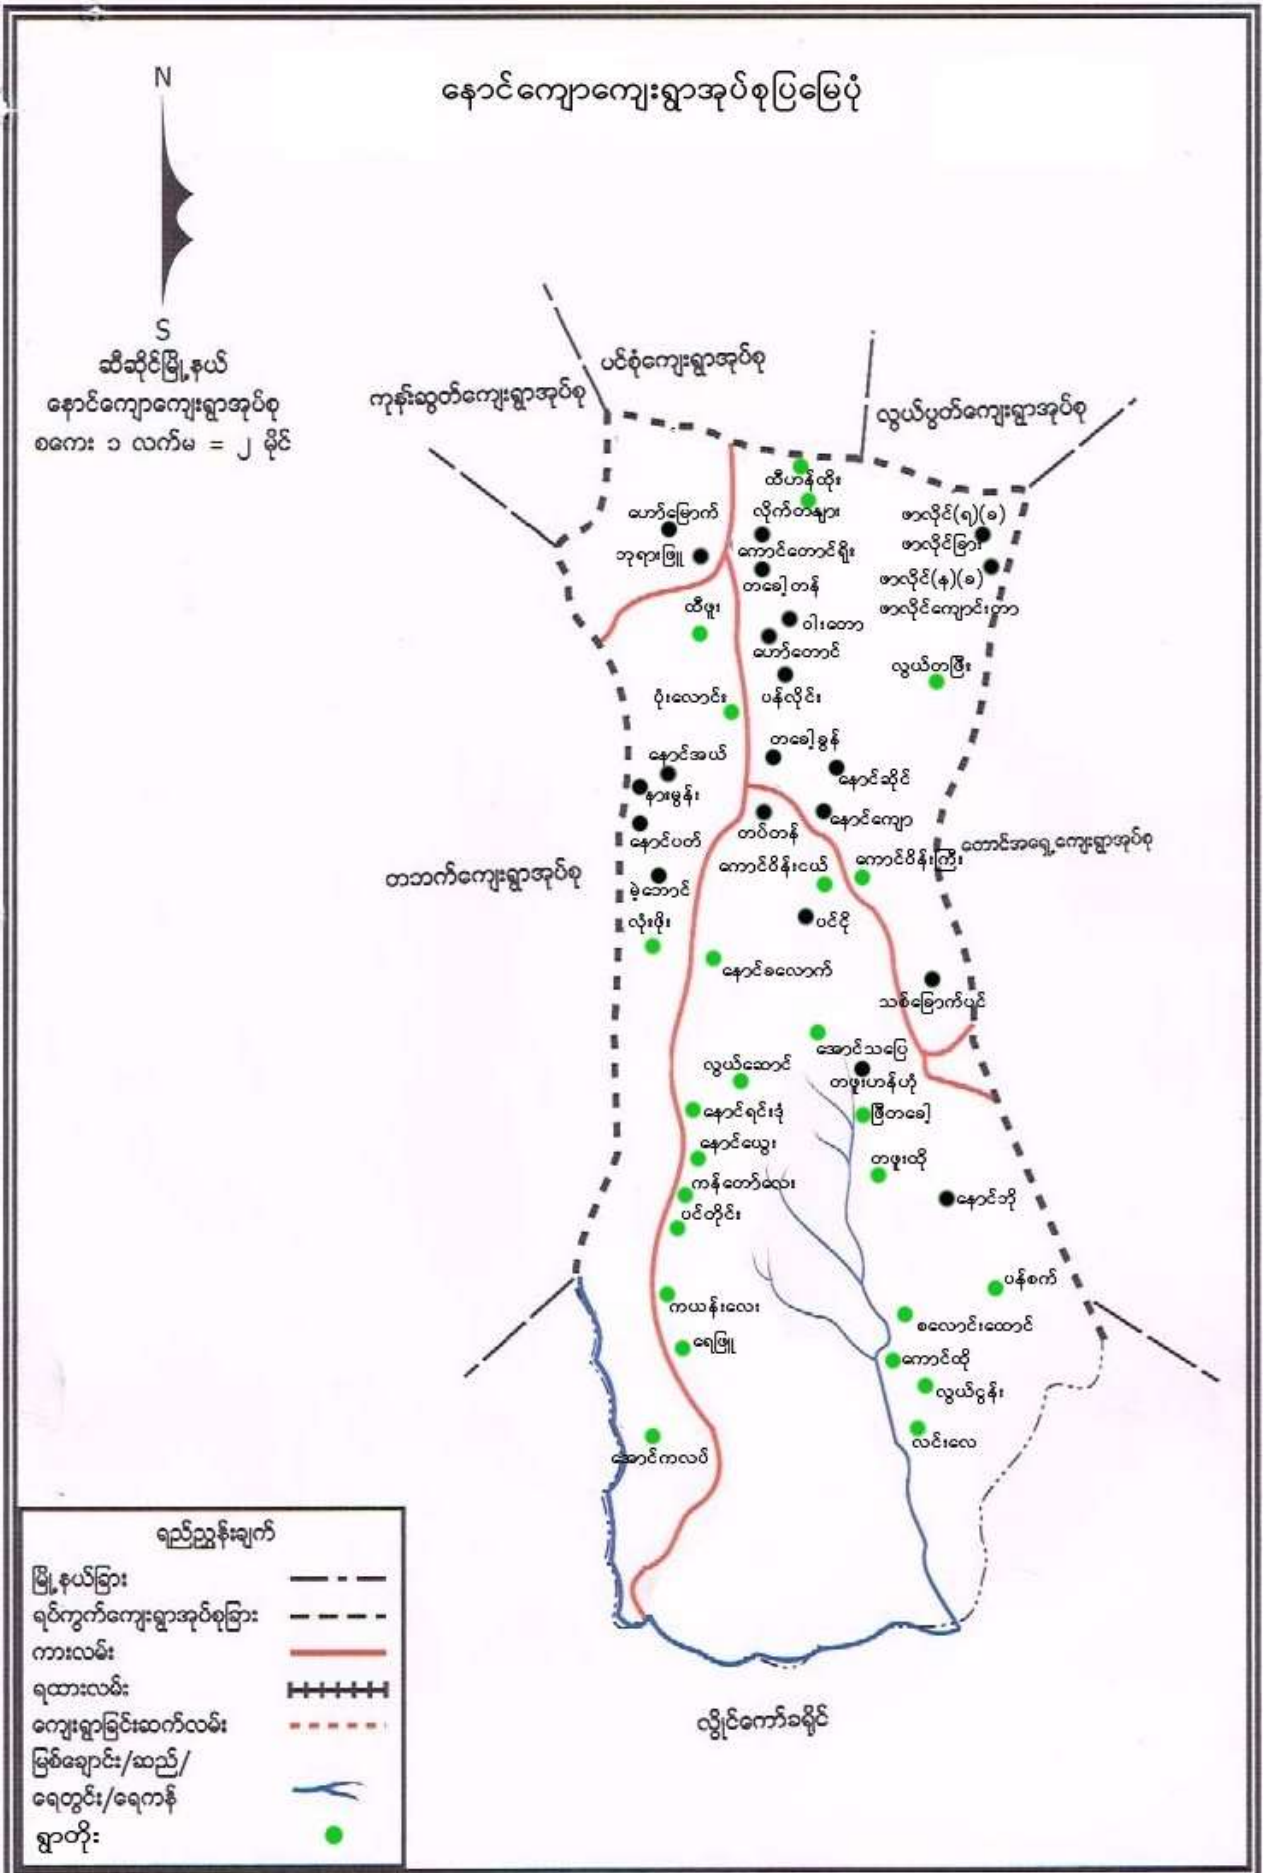 နောင်ကျောကျေးရွာအုပ်စုပြမြေပုံ
N
S
ဆီဆိုင်မြို့နယ်
နောင်ကျောကျေးရွာအုပ်စု
စကေး ၁ လက်မ = ၂ မိုင်
ပင်စုံကျေးရွာအုပ်စု
ကုန်းဆွတ်ကျေးရွာအုပ်စု
လွယ်ပွတ်ကျေးရွာအုပ်စု
ထီဟန်ထိုး
ဟော်မြောက်
လိုက်တများ
ဖာလိုင်(ရ)(ခ)
ဘုရားဖြူ
ကောင်တောင်ရိုး
ဖာလိုင်ခြား
တခေါ့တန်
ဖာလိုင်(န)(ခ)
ထီဖူး
ဝါးတော
ဖာလိုင်ကျောင်းတာ
ဟော်တောင်
လွယ်တဖြီး
ပုံးလောင်း
ပန်လိုင်း
တခေါ့ခွန်
နောင်အယ်
နောင်ဆိုင်
နားမွန်း
နောင်ကျော
နောင်ပတ်
တပ်တန်
တောင်အရှေ့ကျေးရွာအုပ်စု
ကောင်ဝိန်းငယ်
ကောင်ဝိန်းကြီး
တဘက်ကျေးရွာအုပ်စု
မဲ့ဘောင်
လုံးဖိုး
ပင်ငို
နောင်ခလောက်
သစ်ခြောက်ပင်
အောင်သပြေ
လွယ်ဆောင်
တဖူးဟန်ဟုံ
နောင်ရင်းဒုံ
ဖြီတခေါ့
နောင်ယွေး
တဖူးထို
ကန်တော်လေး
နောင်ဘို
ပင်တိုင်း
ပန်စက်
ကယန်းလေး
စလောင်းထောင်
ရေဖြူ
ကောင်ထို
လွယ်ငွန်း
လင်းလေ
အောင်ကလပ်
ရည်ညွှန်းချက်
မြို့နယ်ခြား
ရပ်ကွက်ကျေးရွာအုပ်စုခြား
ကားလမ်း
ရထားလမ်း
ကျေးရွာခြင်းဆက်လမ်း
မြစ်ချောင်း/ဆည်/
ရေတွင်း/ရေကန်
ရွာတိုး
လွိုင်ကော်ခရိုင်